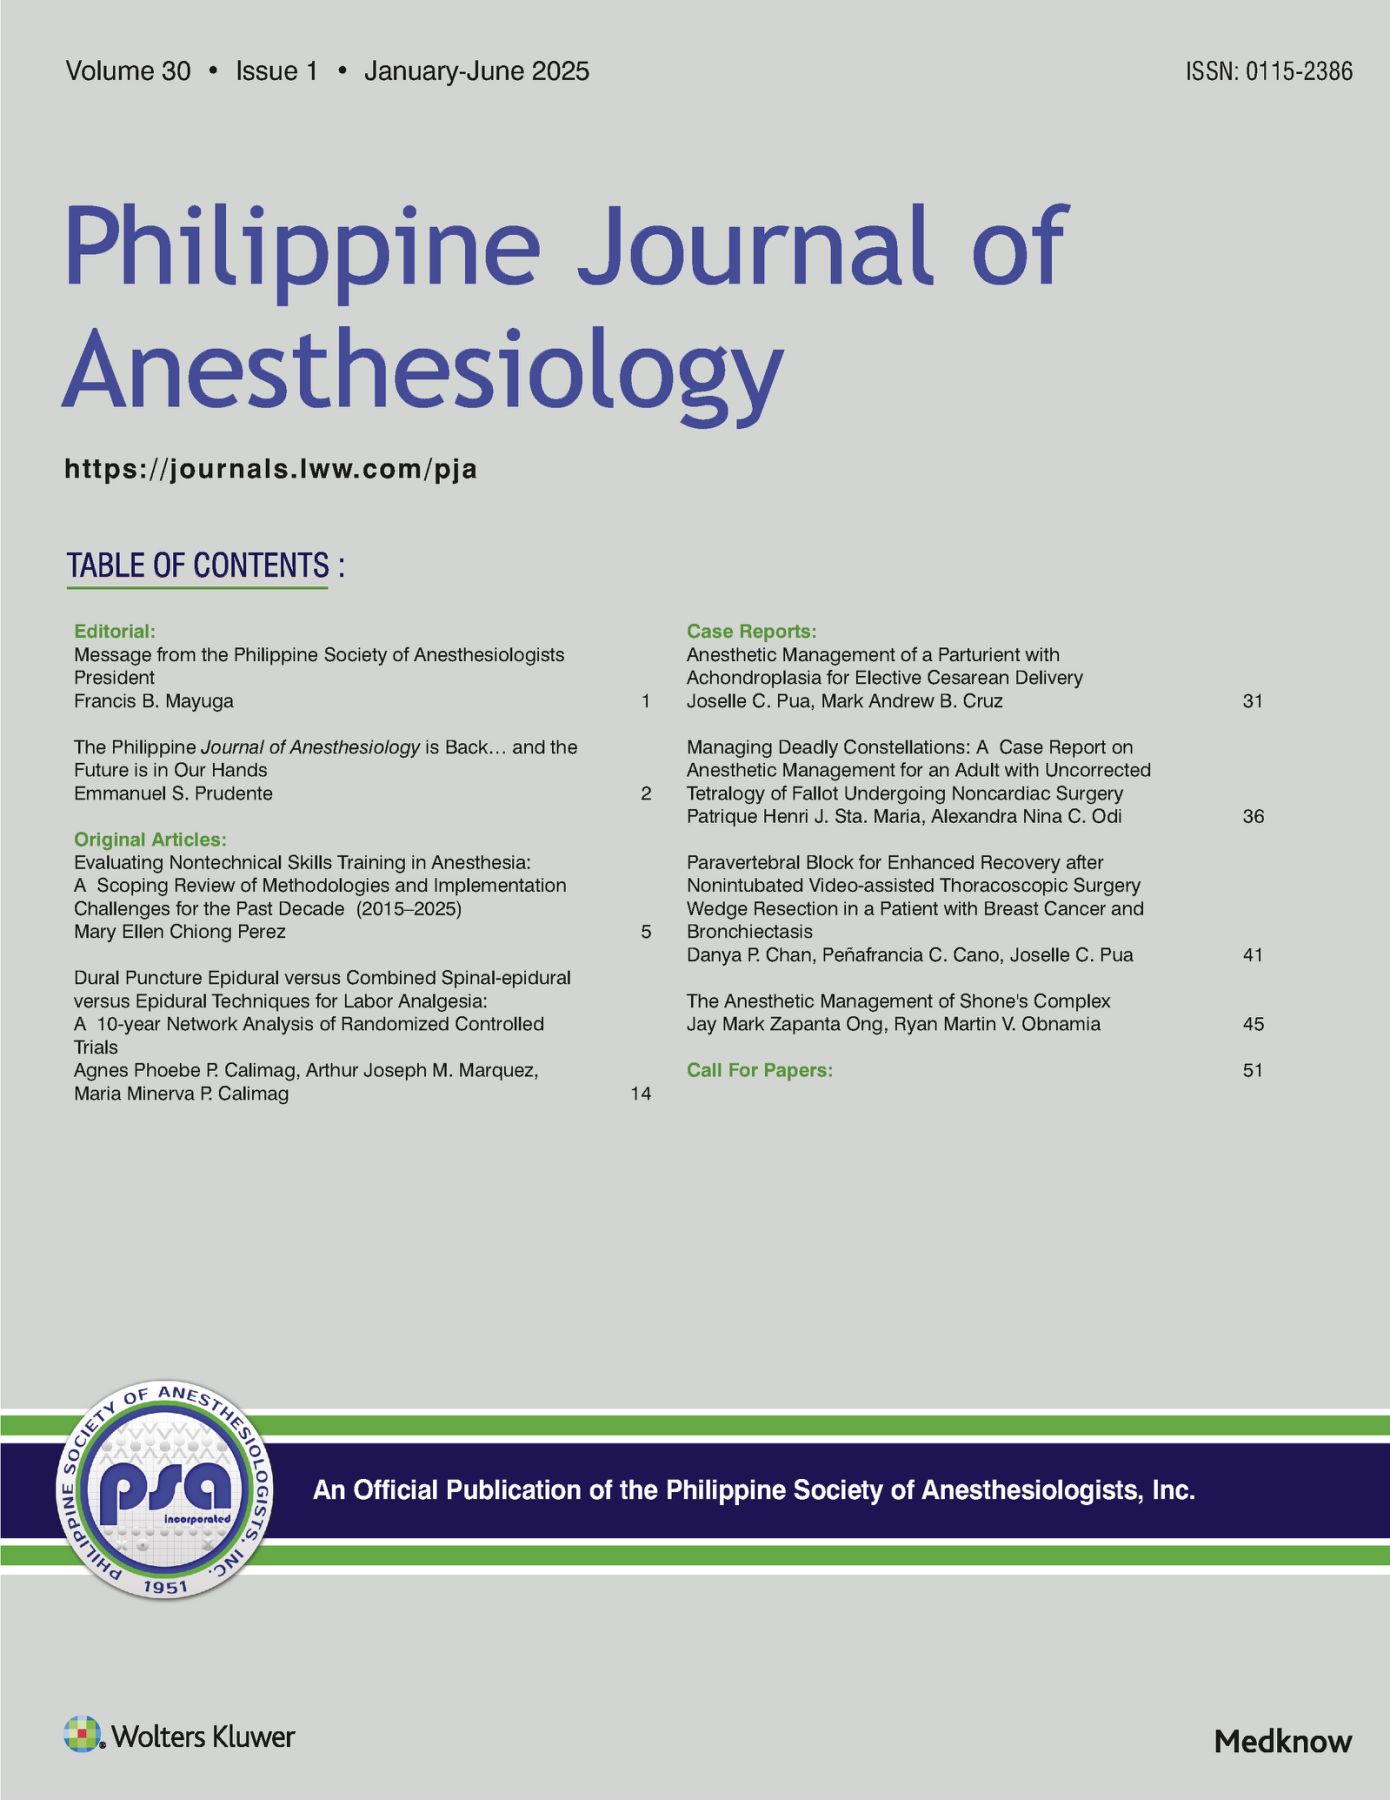 Volume 30 • Issue 1 • January-June 2025
ISSN: 0115-2386
Philippine Journal of
Anesthesiology
https://journals.lww.com/pja
TABLE OF CONTENTS :
Editorial:
Message from the Philippine Society of Anesthesiologists
President
Francis B. Mayuga 1
The Philippine Journal of Anesthesiology is Back… and the
Future is in Our Hands
Emmanuel S. Prudente 2
Original Articles:
Evaluating Nontechnical Skills Training in Anesthesia:
A Scoping Review of Methodologies and Implementation
Challenges for the Past Decade (2015–2025)
Mary Ellen Chiong Perez 5
Dural Puncture Epidural versus Combined Spinal-epidural
versus Epidural Techniques for Labor Analgesia:
A 10-year Network Analysis of Randomized Controlled
Trials
Agnes Phoebe P. Calimag, Arthur Joseph M. Marquez,
Maria Minerva P. Calimag 14
Case Reports:
Anesthetic Management of a Parturient with
Achondroplasia for Elective Cesarean Delivery
Joselle C. Pua, Mark Andrew B. Cruz 31
Managing Deadly Constellations: A Case Report on
Anesthetic Management for an Adult with Uncorrected
Tetralogy of Fallot Undergoing Noncardiac Surgery
Patrique Henri J. Sta. Maria, Alexandra Nina C. Odi 36
Paravertebral Block for Enhanced Recovery after
Nonintubated Video-assisted Thoracoscopic Surgery
Wedge Resection in a Patient with Breast Cancer and
Bronchiectasis
Danya P. Chan, Peñafrancia C. Cano, Joselle C. Pua 41
The Anesthetic Management of Shone's Complex
Jay Mark Zapanta Ong, Ryan Martin V. Obnamia 45
Call For Papers: 51
PHILIPPINE SOCIETY OF ANESTHESIOLOGISTS, INC.
psa
incorporated
1951
An Official Publication of the Philippine Society of Anesthesiologists, Inc.
Wolters Kluwer
Medknow